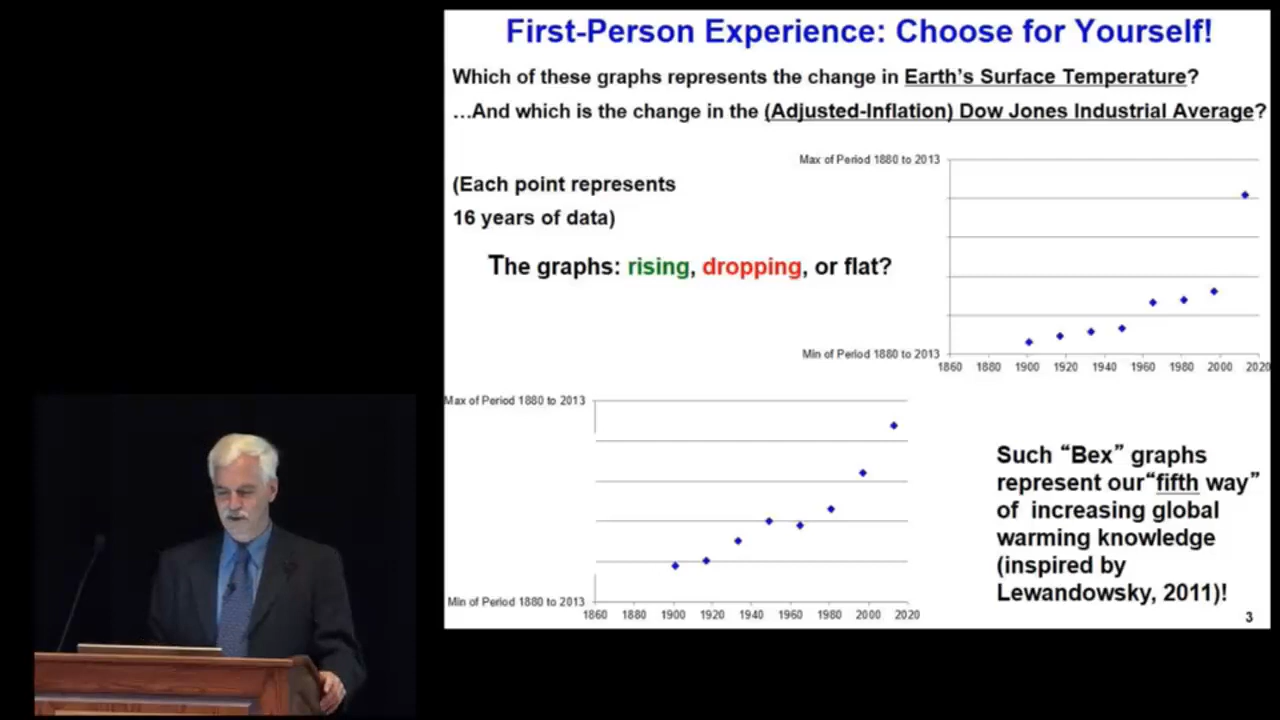 First-Person Experience: Choose for Yourself!
Which of these graphs represents the change in Earth's Surface Temperature?
...And which is the change in the (Adjusted-Inflation) Dow Jones Industrial Average?
(Each point represents
16 years of data)
The graphs: rising, dropping, or flat?
Max of Period 1880 to 2013
Min of Period 1880 to 2013
1860 1880 1900 1920 1940 1960 1980 2000 2020
Max of Period 1880 to 2013
Min of Period 1880 to 2013
1860 1880 1900 1920 1940 1960 1980 2000 2020
Such "Bex" graphs
represent our "fifth way"
of increasing global
warming knowledge
(inspired by
Lewandowsky, 2011)!
3